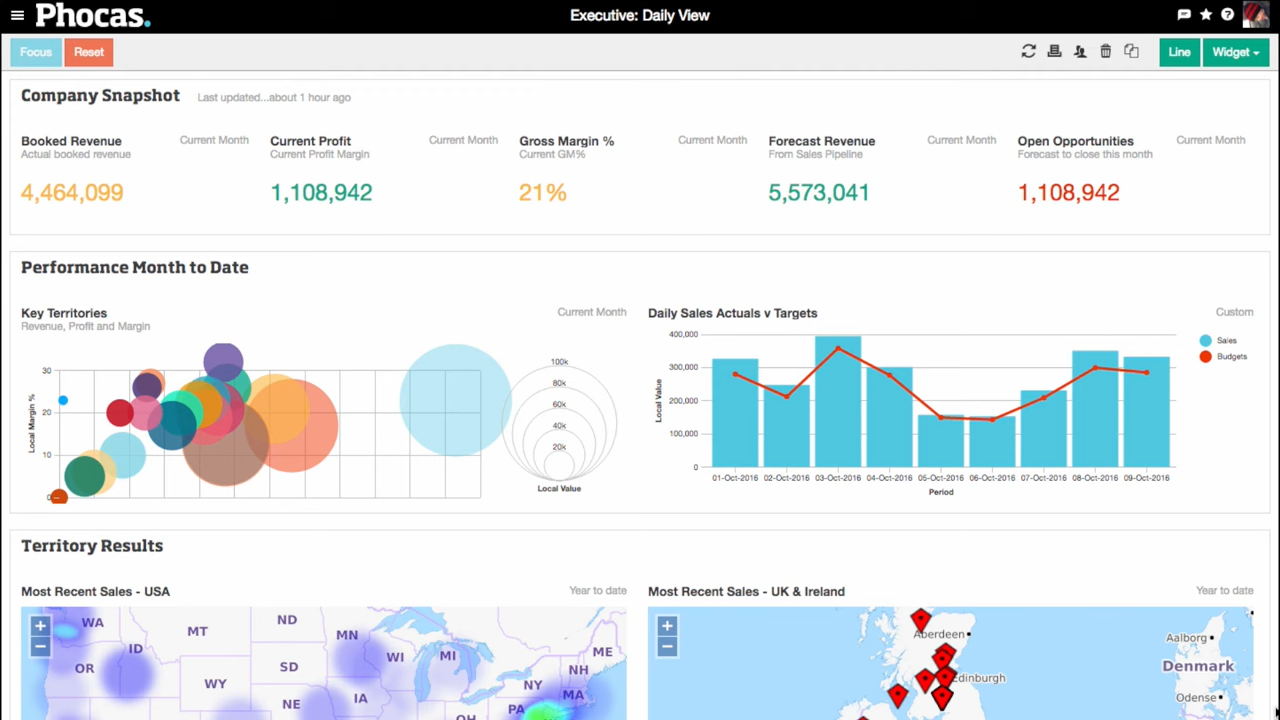 Phocas.
Executive: Daily View
Focus
Reset
Line
Widget
Company Snapshot
Last updated...about 1 hour ago
Booked Revenue
Current Month
Actual booked revenue
4,464,099
Current Profit
Current Month
Current Profit Margin
1,108,942
Gross Margin %
Current Month
Current GM%
21%
Forecast Revenue
Current Month
From Sales Pipeline
5,573,041
Open Opportunities
Current Month
Forecast to close this month
1,108,942
Performance Month to Date
Key Territories
Current Month
Revenue, Profit and Margin
Local Margin %
30
20
10
0
100k
80k
60k
40k
20k
Local Value
Daily Sales Actuals v Targets
Custom
Local Value
400,000
300,000
200,000
100,000
0
01-Oct-2016
02-Oct-2016
03-Oct-2016
04-Oct-2016
05-Oct-2016
06-Oct-2016
07-Oct-2016
08-Oct-2016
09-Oct-2016
Period
Sales
Budgets
Territory Results
Most Recent Sales - USA
Year to date
+
−
WA
MT
ND
MN
OR
ID
SD
WI
MI
ME
WY
NH
NY
MA
NE
IA
PA
OH
Most Recent Sales - UK & Ireland
Year to date
+
−
Aberdeen
Edinburgh
Aalborg
Denmark
Odense